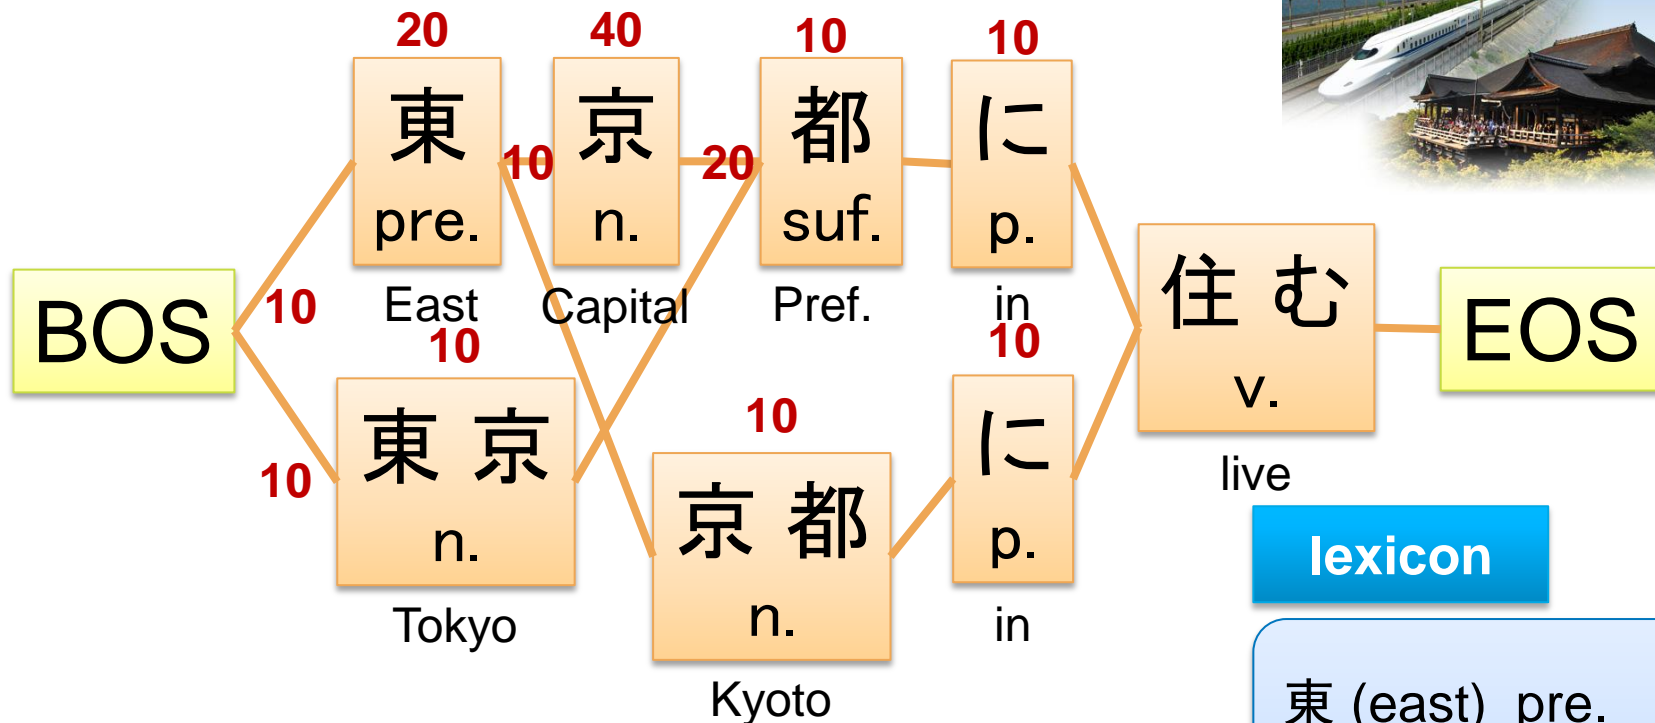 20 40 10 10
東 京 都 に
10 20
pre. n. suf. p.
BOS
10
East Capital Pref. in
住 む
EOS
10 10
v.
10
東 京
に
10
京 都
live
n.
p.
lexicon
Tokyo
n.
in
Kyoto
東 (east) pre.